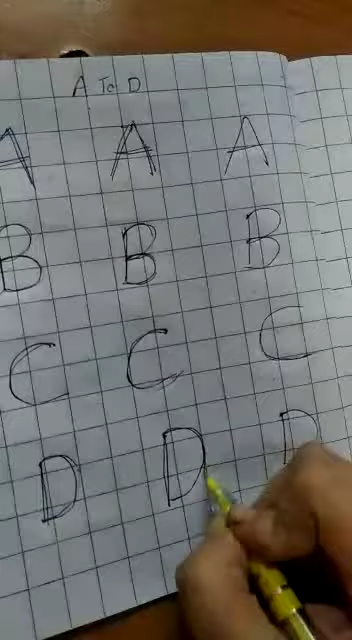 A To D
A A A
B B B
C C C
D D D